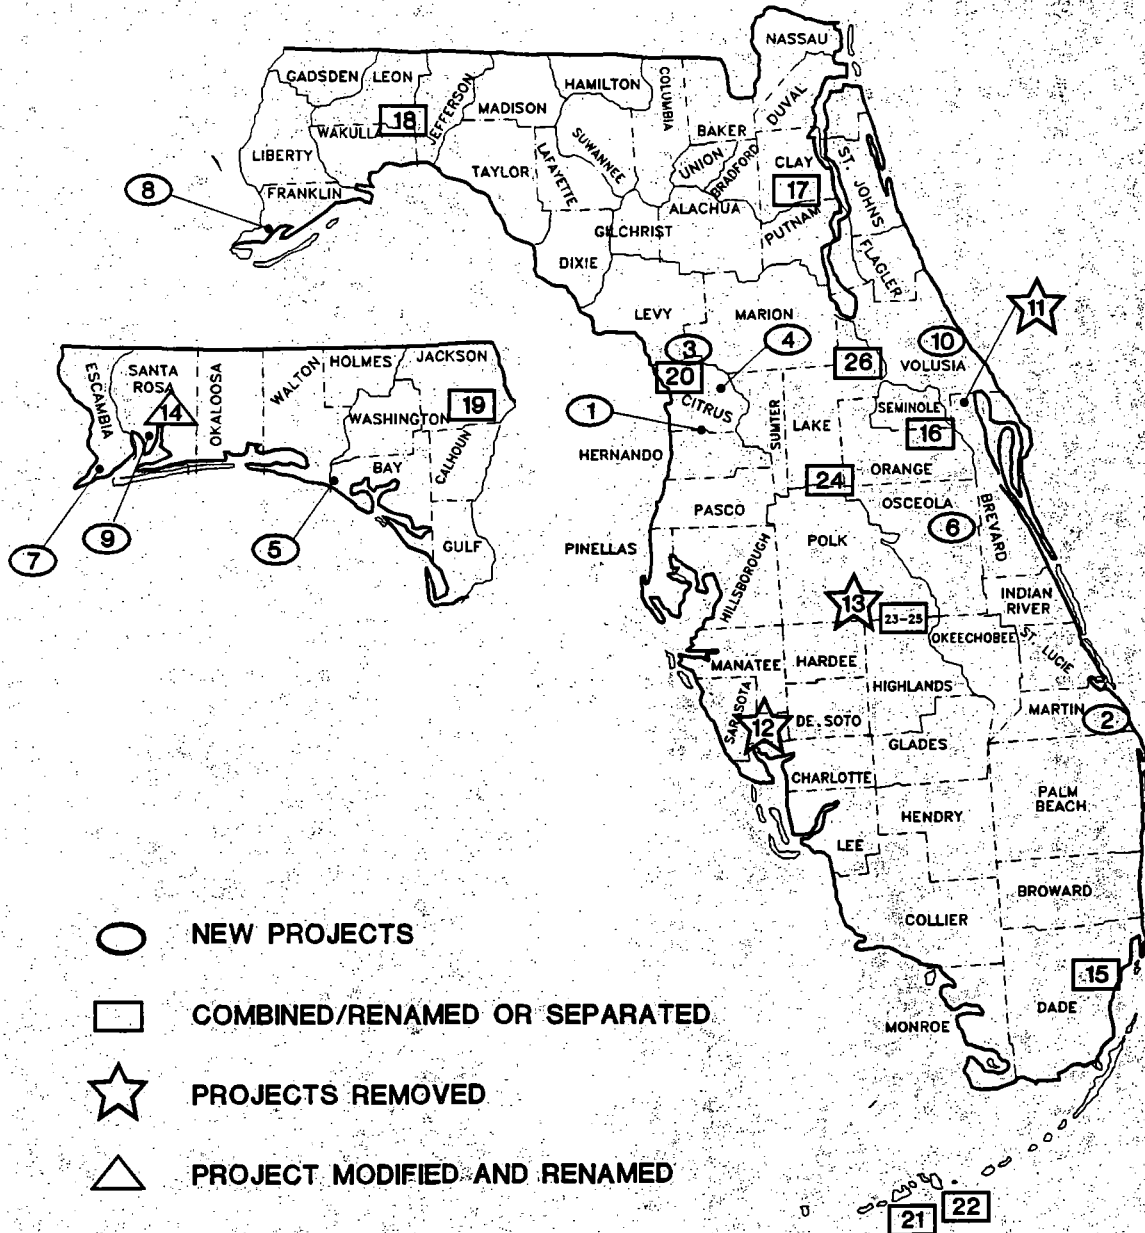 NASSAU
GADSDEN
LEON
HAMILTON
COLUMBIA
DUVAL
JEFFERSON
MADISON
18
WAKULLA
SUWANNEE
BAKER
LIBERTY
TAYLOR
LAFAYETTE
UNION
BRADFORD
CLAY
17
ST. JOHNS
8
FRANKLIN
ALACHUA
PUTNAM
GILCHRIST
DIXIE
FLAGLER
LEVY
MARION
11
3
4
26
10
VOLUSIA
20
CITRUS
SEMINOLE
1
SUMTER
LAKE
16
HERNANDO
ORANGE
24
OSCEOLA
PASCO
6
BREVARD
PINELLAS
POLK
HILLSBOROUGH
13
23-25
INDIAN
RIVER
OKEECHOBEE
ST. LUCIE
MANATEE
HARDEE
HIGHLANDS
SARASOTA
12
DE SOTO
MARTIN
2
GLADES
CHARLOTTE
PALM
BEACH
HENDRY
LEE
BROWARD
COLLIER
15
DADE
MONROE
21
22
ESCAMBIA
SANTA
ROSA
14
OKALOOSA
WALTON
HOLMES
JACKSON
WASHINGTON
19
CALHOUN
BAY
GULF
7
9
5
NEW PROJECTS
COMBINED/RENAMED OR SEPARATED
PROJECTS REMOVED
PROJECT MODIFIED AND RENAMED